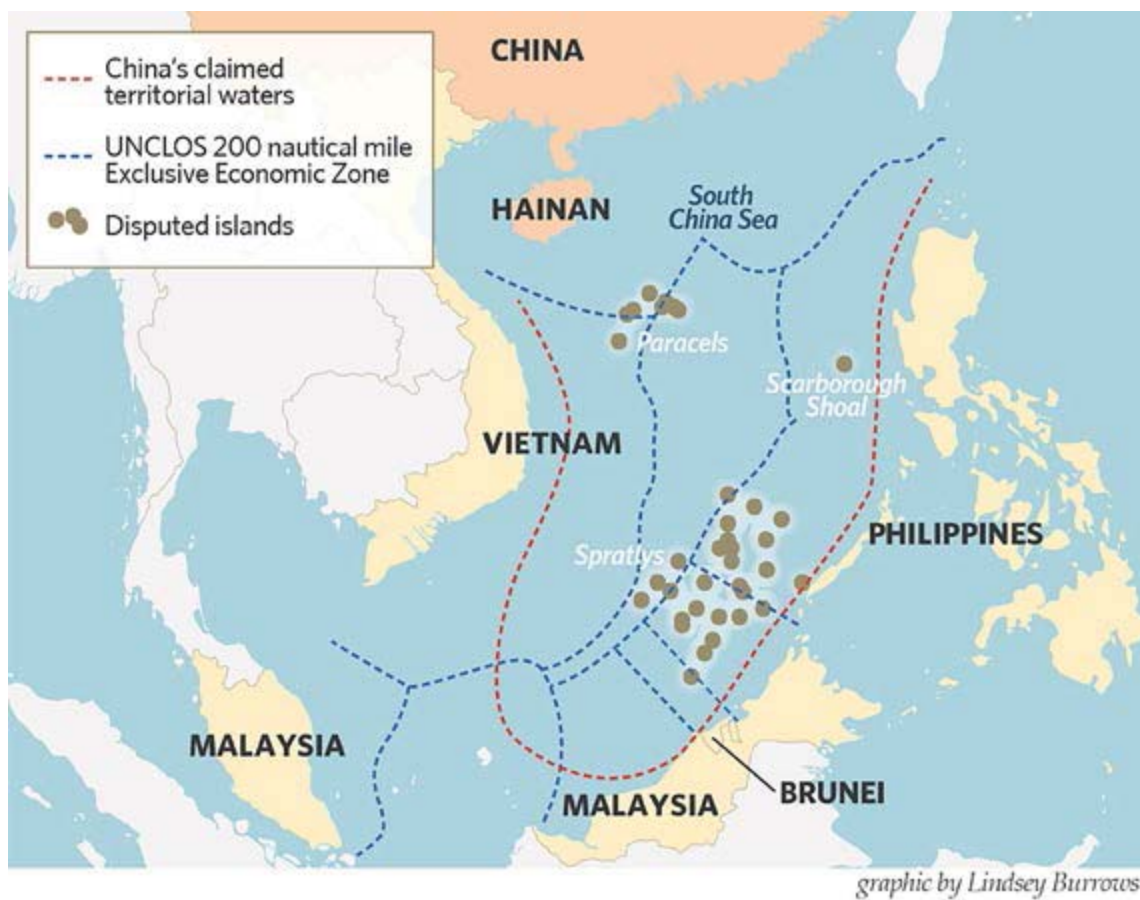 China's claimed
territorial waters
UNCLOS 200 nautical mile
Exclusive Economic Zone
Disputed islands
CHINA
HAINAN
South
China Sea
Paracels
Scarborough
Shoal
VIETNAM
Spratlys
PHILIPPINES
MALAYSIA
MALAYSIA
BRUNEI
graphic by Lindsey Burrows